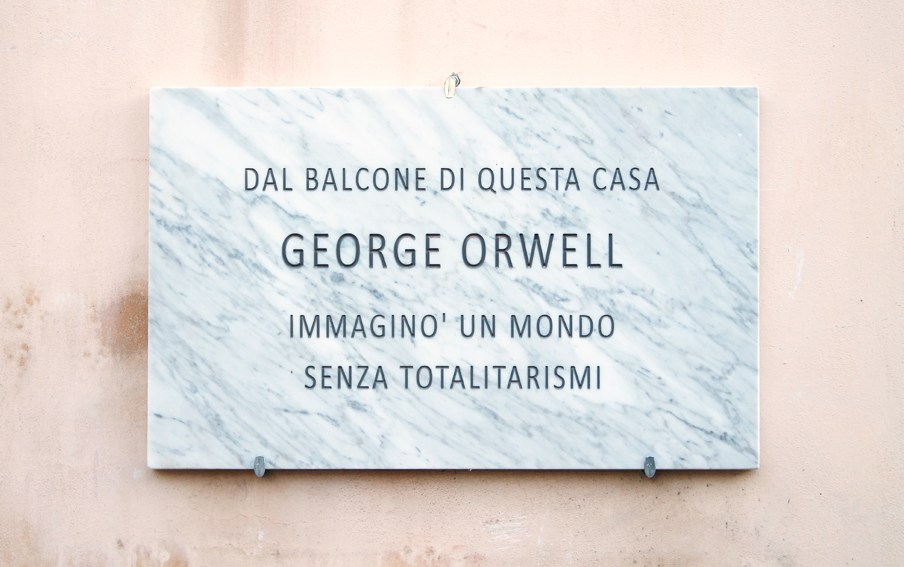 DAL BALCONE DI QUESTA CASA
GEORGE ORWELL
IMMAGINO' UN MONDO
SENZA TOTALITARISMI